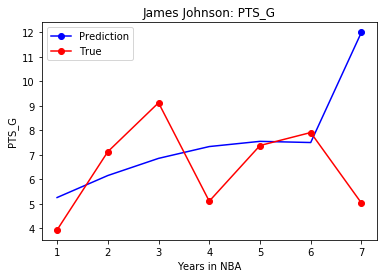 James Johnson: PTS_G
Prediction
True
PTS_G
12
11
10
9
8
7
6
5
4
1 2 3 4 5 6 7
Years in NBA